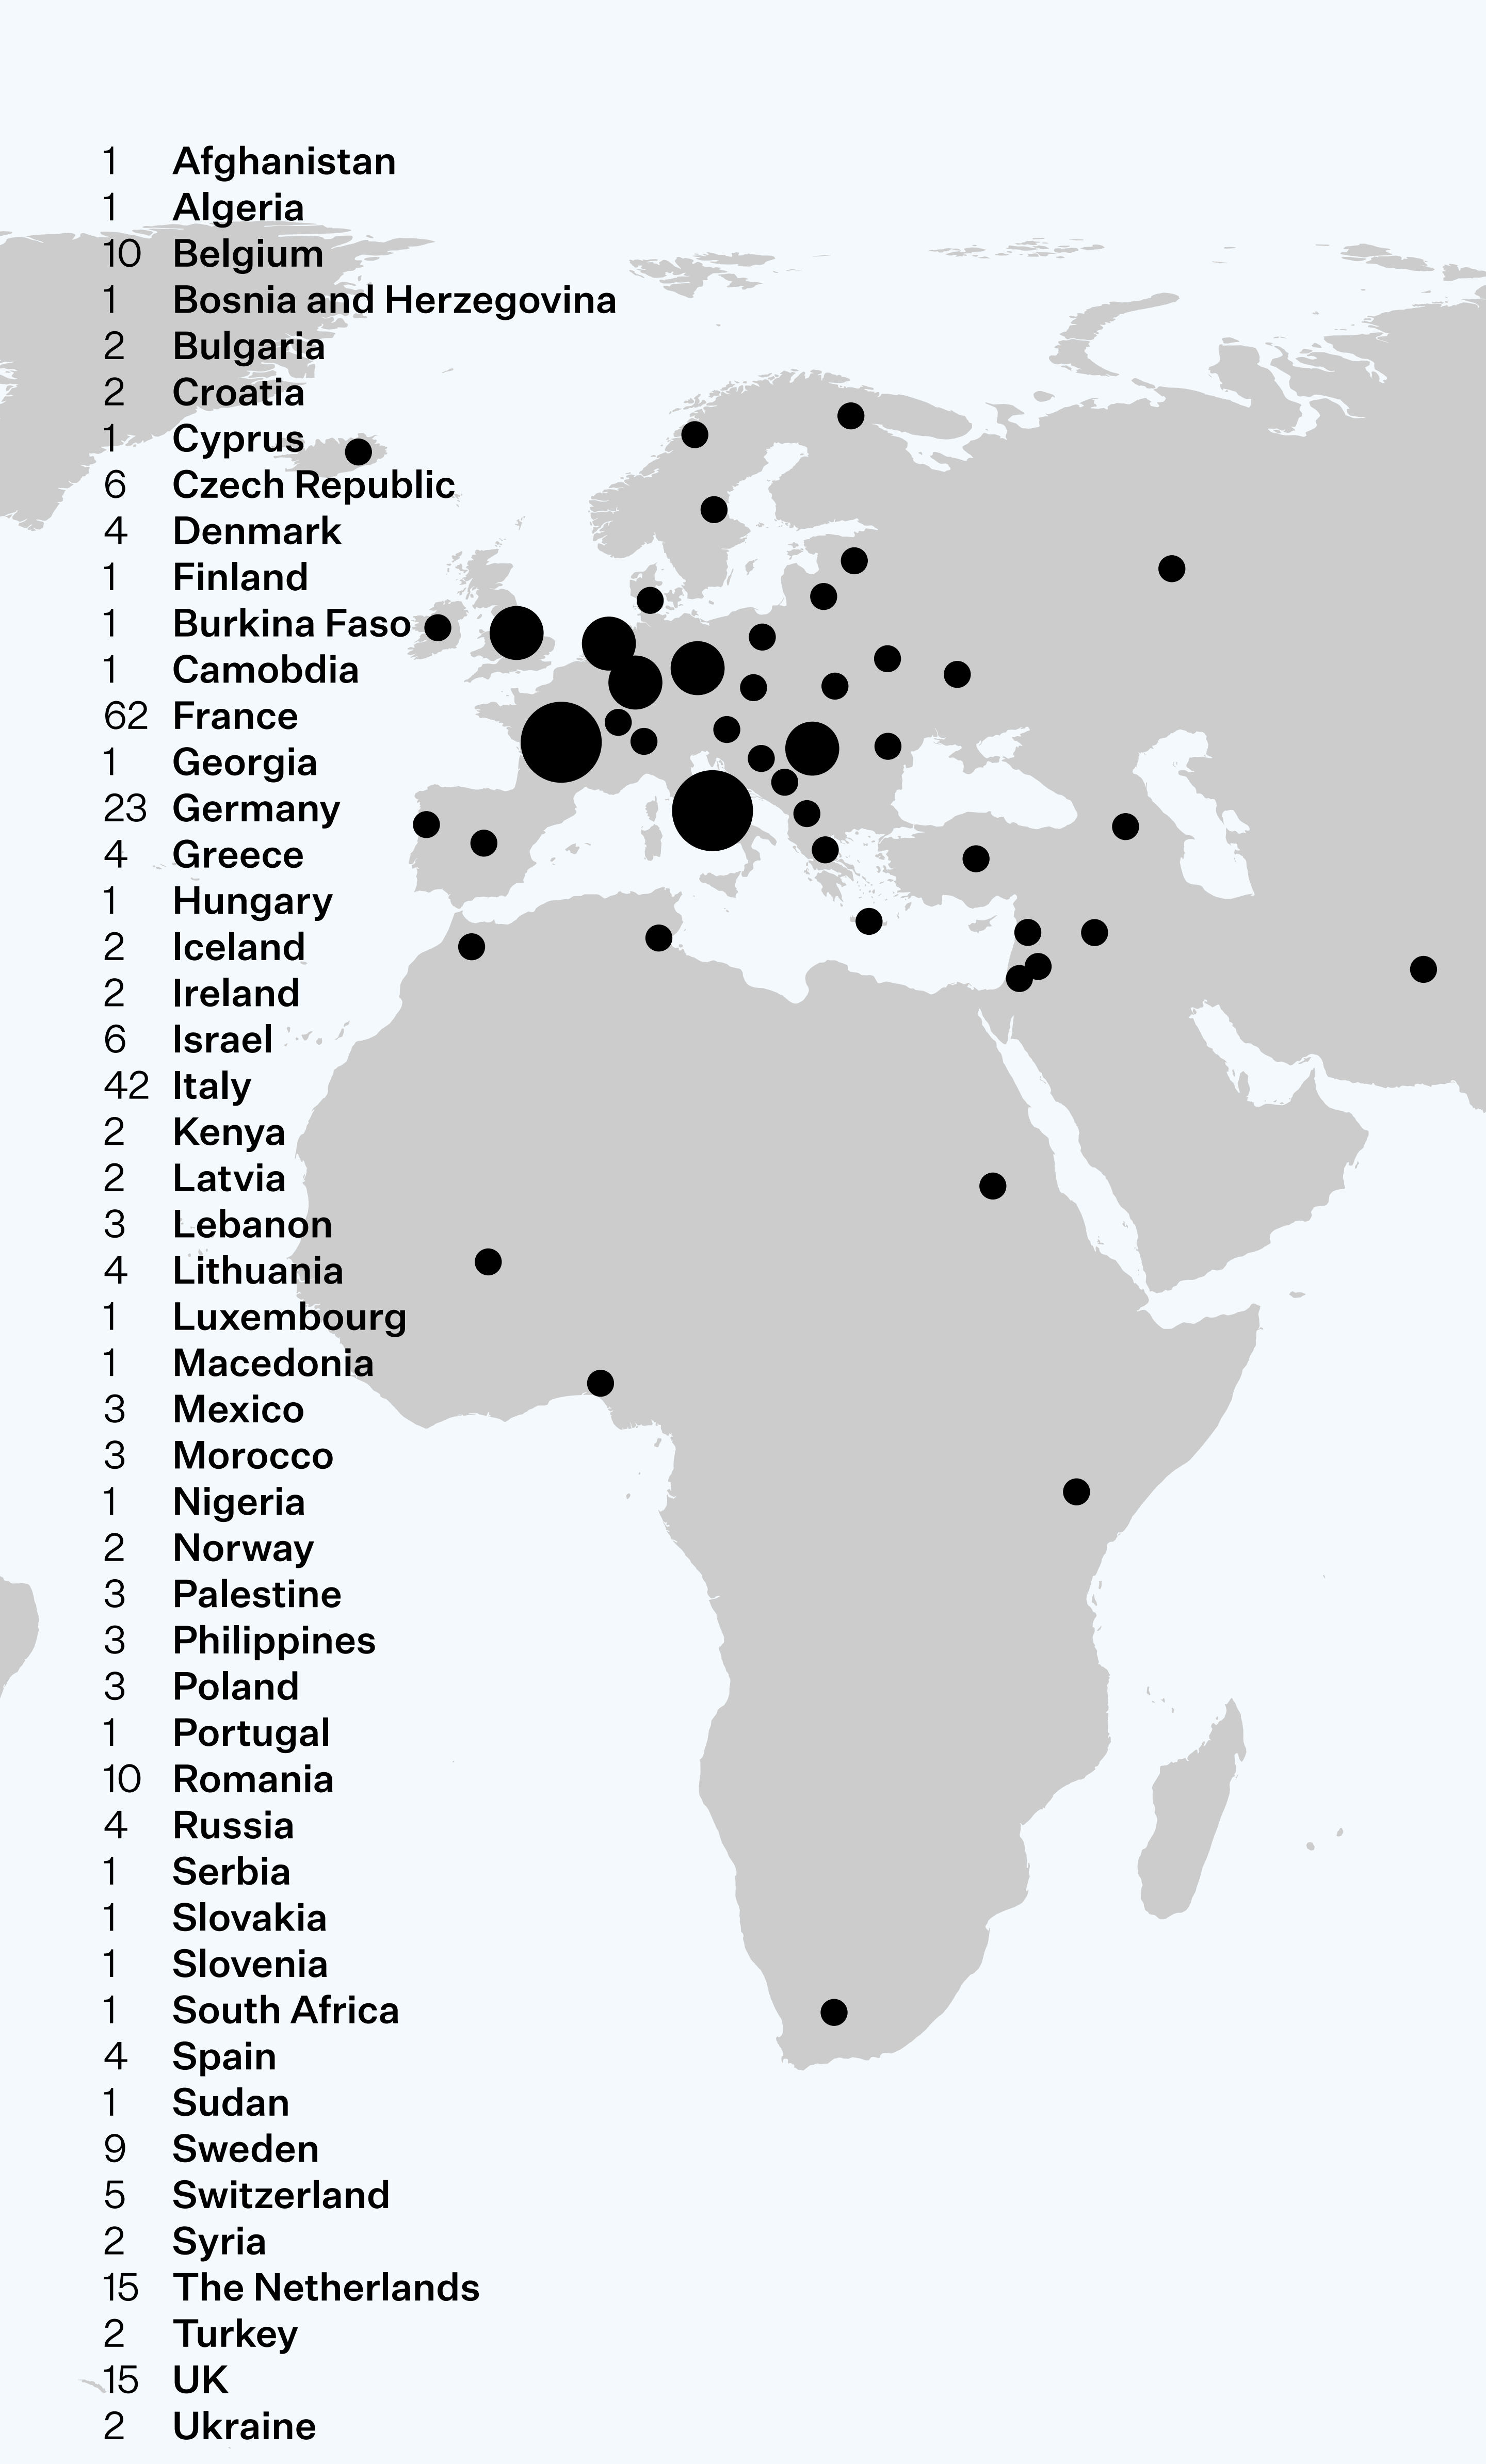 1 Afghanistan
1 Algeria
10 Belgium
1 Bosnia and Herzegovina
2 Bulgaria
2 Croatia
1 Cyprus
6 Czech Republic
4 Denmark
1 Finland
1 Burkina Faso
1 Camobdia
62 France
1 Georgia
23 Germany
4 Greece
1 Hungary
2 Iceland
2 Ireland
6 Israel
42 Italy
2 Kenya
2 Latvia
3 Lebanon
4 Lithuania
1 Luxembourg
1 Macedonia
3 Mexico
3 Morocco
1 Nigeria
2 Norway
3 Palestine
3 Philippines
3 Poland
1 Portugal
10 Romania
4 Russia
1 Serbia
1 Slovakia
1 Slovenia
1 South Africa
4 Spain
1 Sudan
9 Sweden
5 Switzerland
2 Syria
15 The Netherlands
2 Turkey
15 UK
2 Ukraine